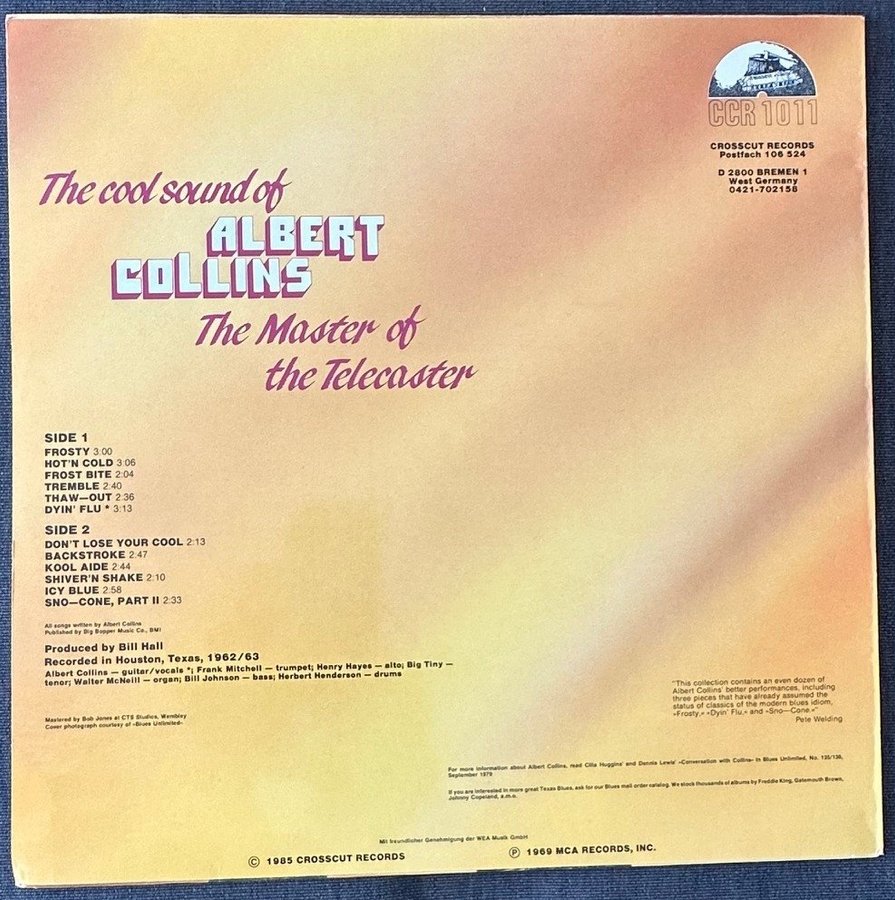 CCR 1011
CROSSCUT RECORDS
Postfach 106 524
D 2800 BREMEN 1
West Germany
0421-702158
The cool sound of
ALBERT
COLLINS
The Master of
the Telecaster
SIDE 1
FROSTY 3:00
HOT'N COLD 3:06
FROST BITE 2:04
TREMBLE 2:40
THAW—OUT 2:36
DYIN' FLU * 3:13
SIDE 2
DON'T LOSE YOUR COOL 2:13
BACKSTROKE 2:47
KOOL AIDE 2:44
SHIVER'N SHAKE 2:10
ICY BLUE 2:58
SNO—CONE, PART II 2:33
All songs written by Albert Collins
Published by Big Bopper Music Co., BMI
Produced by Bill Hall
Recorded in Houston, Texas, 1962/63
Albert Collins — guitar/vocals *; Frank Mitchell — trumpet; Henry Hayes — alto; Big Tiny —
tenor; Walter McNeill — organ; Bill Johnson — bass; Herbert Henderson — drums
Mastered by Bob Jones at CTS Studios, Wembley
Cover photograph courtesy of »Blues Unlimited«
"This collection contains an even dozen of
Albert Collins' better performances, including
three pieces that have already assumed the
status of classics of the modern blues idiom,
»Frosty,« »Dyin' Flu,« and »Sno—Cone.«"
Pete Welding
For more information about Albert Collins, read Cilla Huggins' and Dennis Lewis' »Conversation with Collins« in Blues Unlimited, No. 135/136,
September 1979
If you are interested in more great Texas Blues, ask for our Blues mail order catalog. We stock thousands of albums by Freddie King, Gatemouth Brown,
Johnny Copeland, a.m.o.
Mit freundlicher Genehmigung der WEA Musik GmbH
© 1985 CROSSCUT RECORDS
℗ 1969 MCA RECORDS, INC.